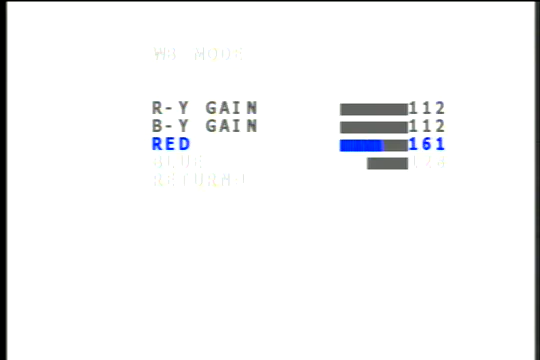 WB MODE
R-Y GAIN 112
B-Y GAIN 112
RED 161
BLUE
RETURN